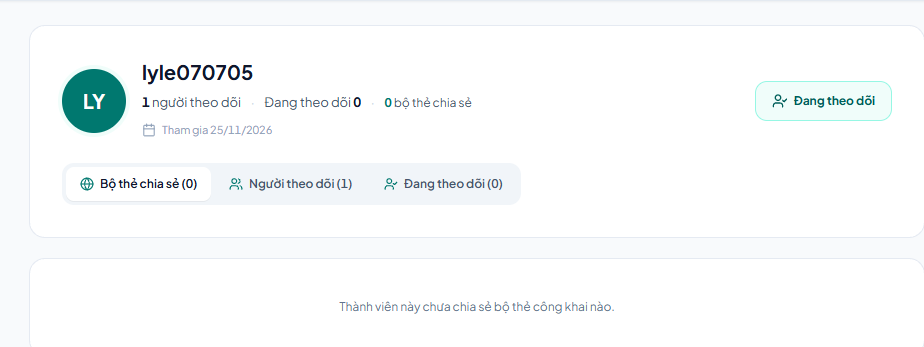 LY
lyle070705
1 người theo dõi · Đang theo dõi 0 · 0 bộ thẻ chia sẻ
Tham gia 25/11/2026
Đang theo dõi
Bộ thẻ chia sẻ (0) Người theo dõi (1) Đang theo dõi (0)
Thành viên này chưa chia sẻ bộ thẻ công khai nào.